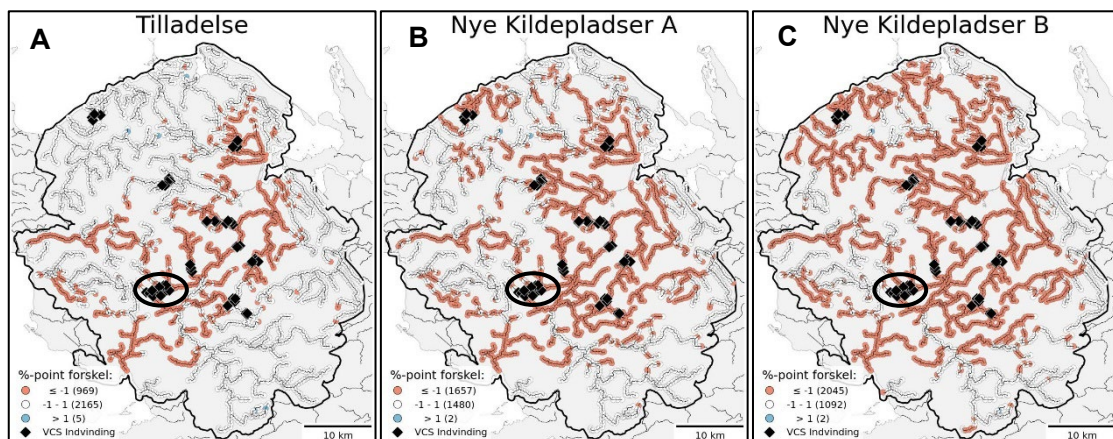 A
Tilladelse
%-point forskel:
≤ -1 (969)
-1 - 1 (2165)
> 1 (5)
VCS Indvinding
10 km
B
Nye Kildepladser A
%-point forskel:
≤ -1 (1657)
-1 - 1 (1480)
> 1 (2)
VCS Indvinding
10 km
C
Nye Kildepladser B
%-point forskel:
≤ -1 (2045)
-1 - 1 (1092)
> 1 (2)
VCS Indvinding
10 km